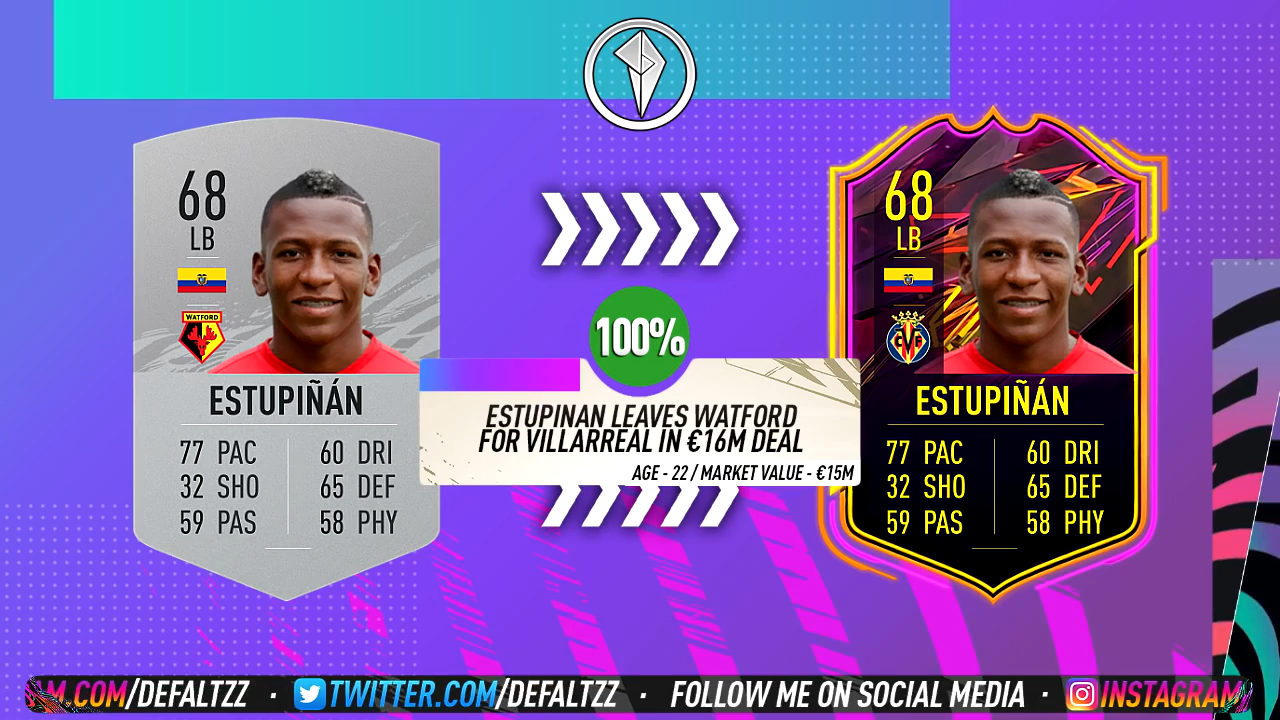 68
LB
WATFORD
ESTUPIÑÁN
77 PAC 60 DRI
32 SHO 65 DEF
59 PAS 58 PHY
100%
ESTUPINAN LEAVES WATFORD
FOR VILLARREAL IN €16M DEAL
AGE - 22 / MARKET VALUE - €15M
68
LB
CVF
ESTUPIÑÁN
77 PAC 60 DRI
32 SHO 65 DEF
59 PAS 58 PHY
AM.COM/DEFALTZZ · TWITTER.COM/DEFALTZZ · FOLLOW ME ON SOCIAL MEDIA · INSTAGRAM